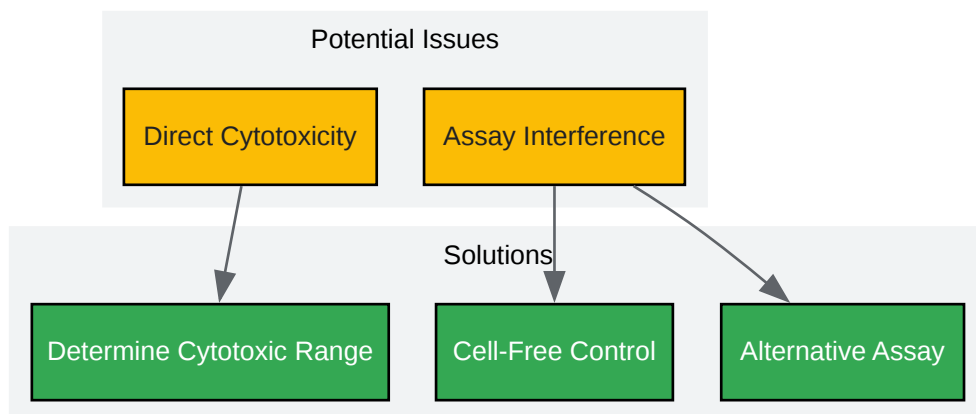 Potential Issues
Direct Cytotoxicity
Assay Interference
Solutions
Determine Cytotoxic Range
Cell-Free Control
Alternative Assay